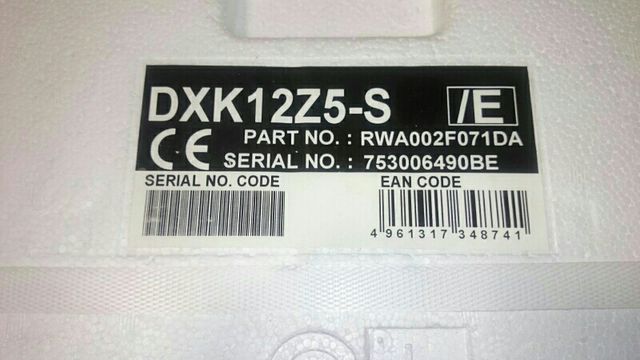 DXK12Z5-S /E
CE PART NO. : RWA002F071DA
SERIAL NO. : 753006490BE
SERIAL NO. CODE EAN CODE
4 961317 348741